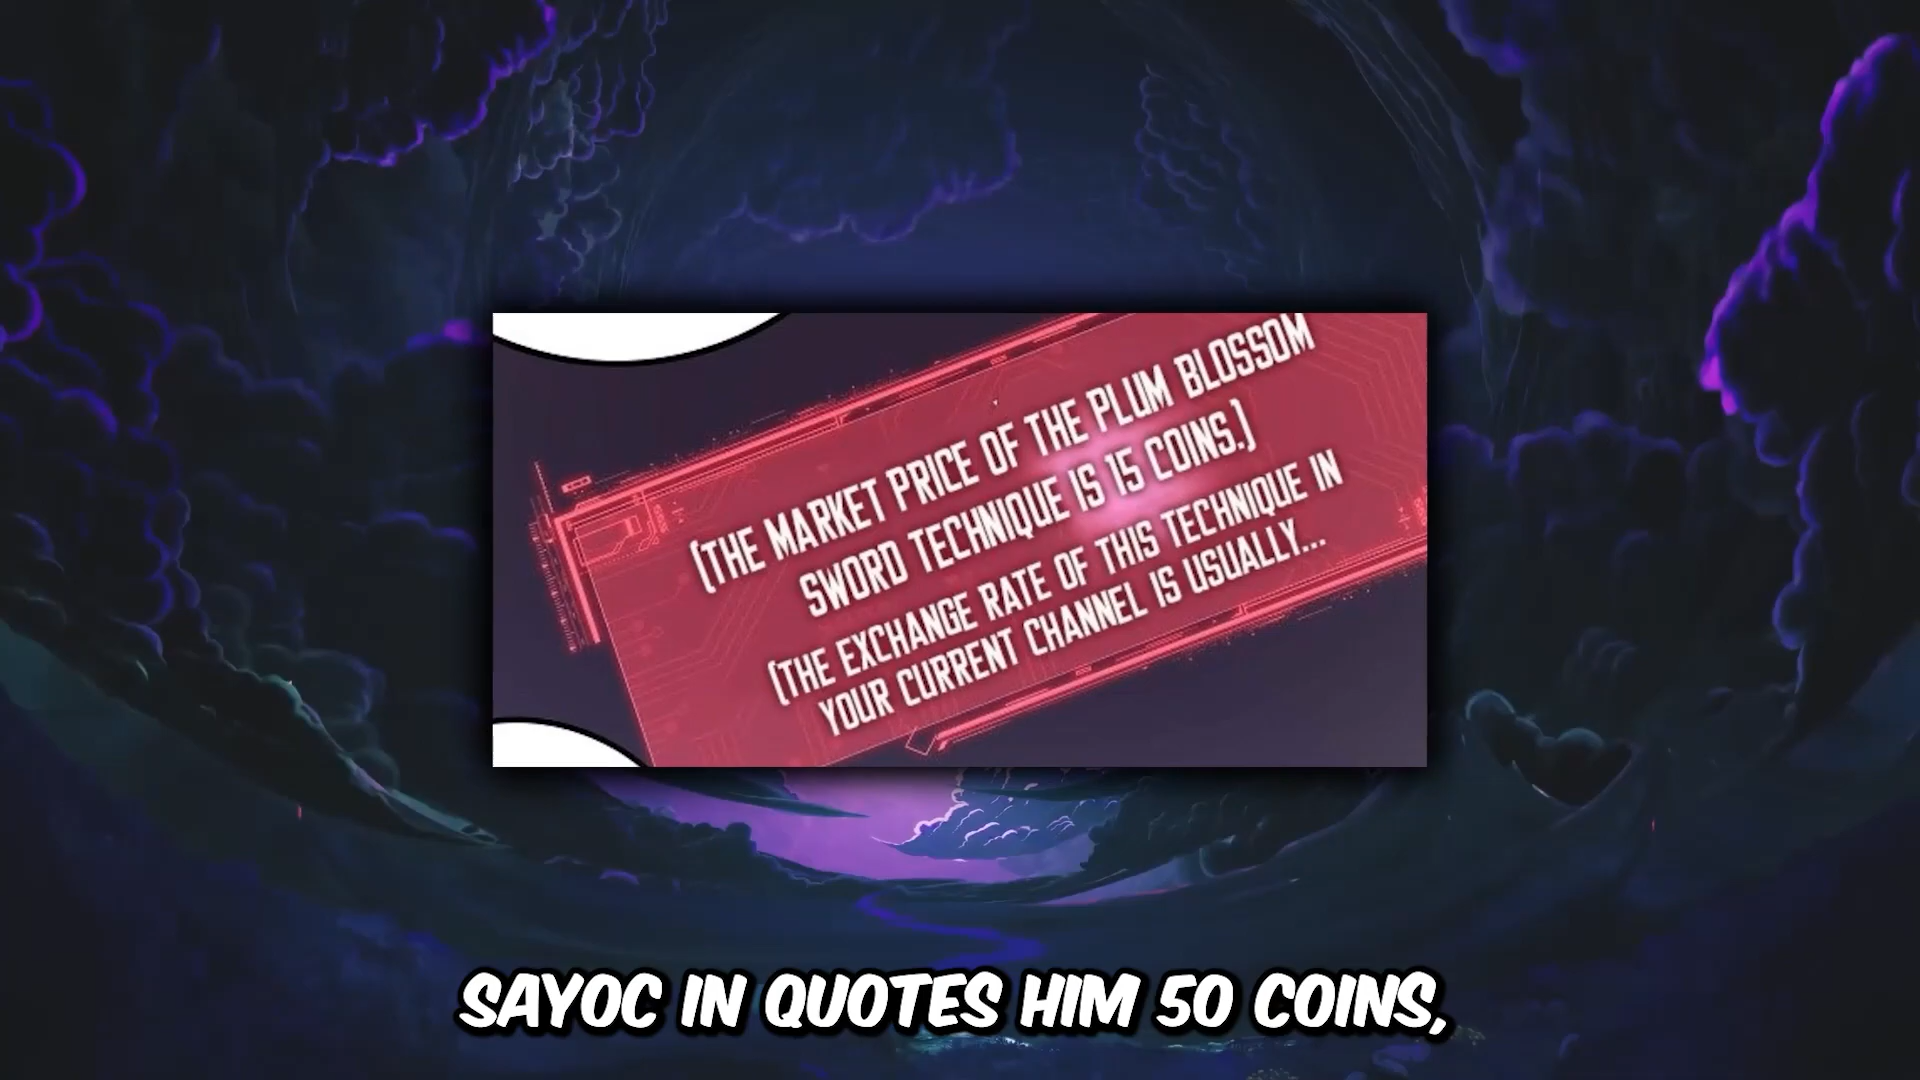 (THE MARKET PRICE OF THE PLUM BLOSSOM
SWORD TECHNIQUE IS 15 COINS.)
(THE EXCHANGE RATE OF THIS TECHNIQUE IN
YOUR CURRENT CHANNEL IS USUALLY...
SAYOC IN QUOTES HIM 50 COINS,